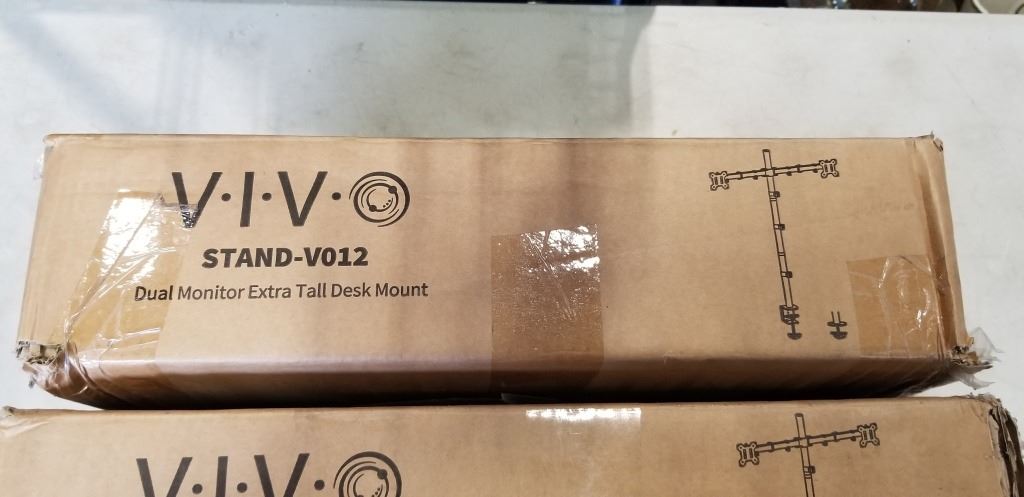 V·I·V·O
STAND-V012
Dual Monitor Extra Tall Desk Mount
V·I·V·O